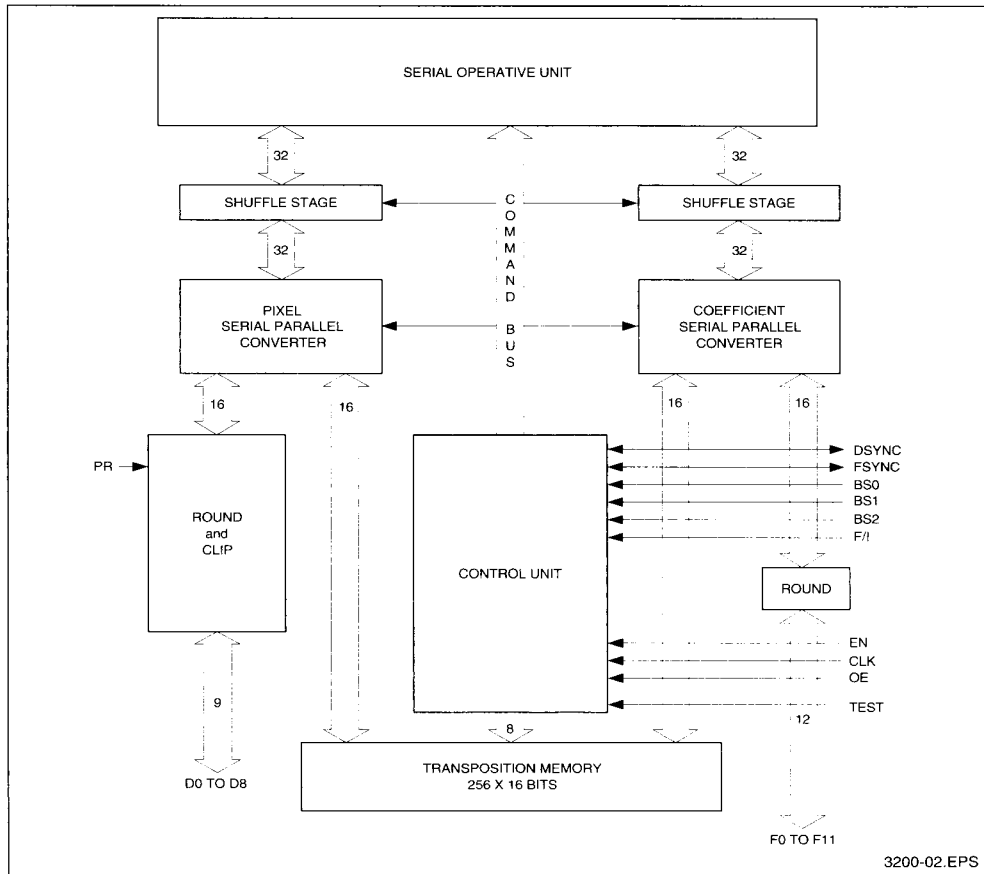 SERIAL OPERATIVE UNIT
32
32
SHUFFLE STAGE
COMMAND BUS
SHUFFLE STAGE
32
32
PIXEL
SERIAL PARALLEL
CONVERTER
COEFFICIENT
SERIAL PARALLEL
CONVERTER
16
16
16
16
PR
ROUND
and
CLIP
CONTROL UNIT
DSYNC
FSYNC
BS0
BS1
BS2
F/I
ROUND
EN
CLK
OE
TEST
9
8
12
TRANSPOSITION MEMORY
256 X 16 BITS
D0 TO D8
F0 TO F11
3200-02.EPS